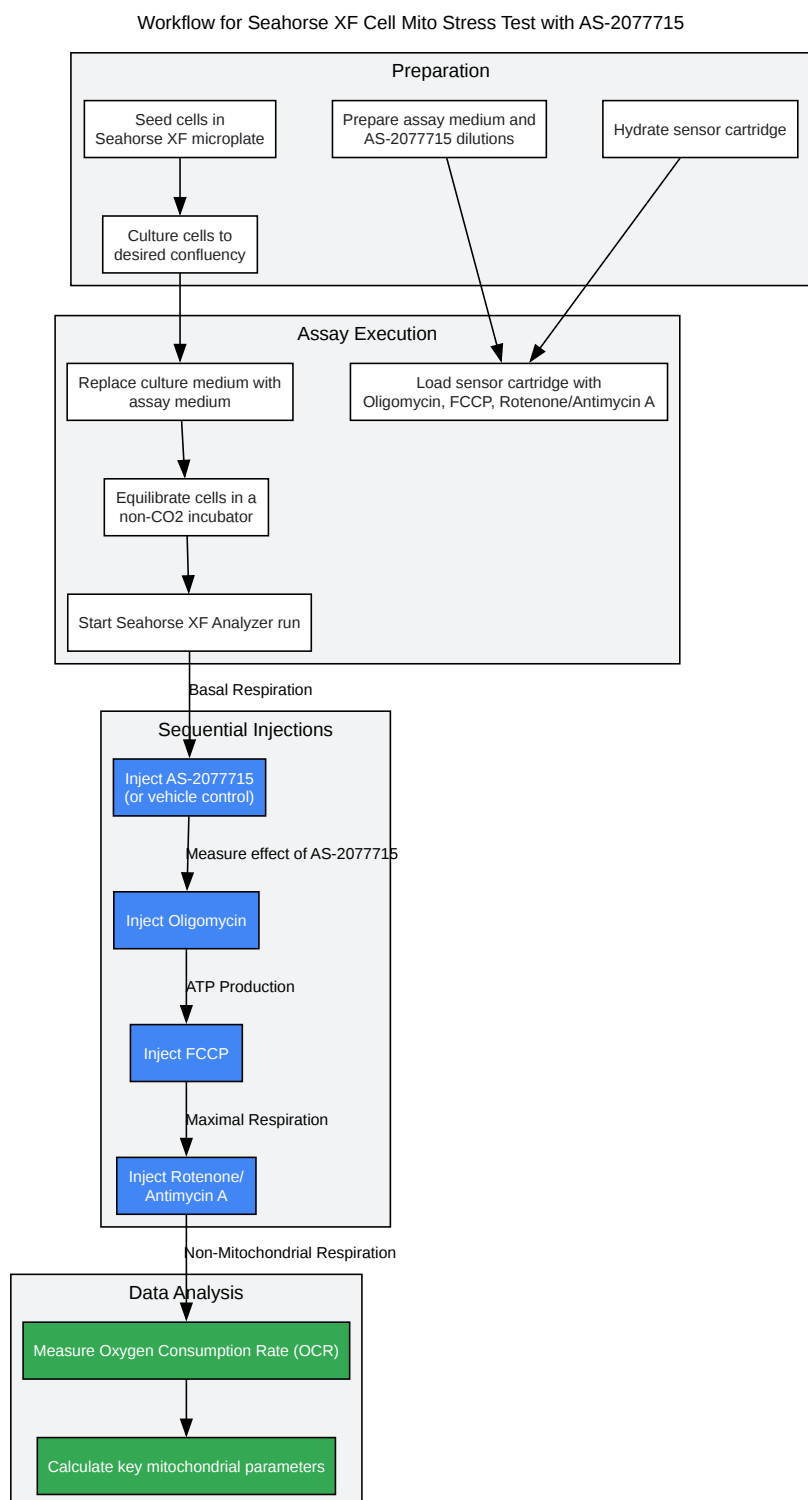 Workflow for Seahorse XF Cell Mito Stress Test with AS-2077715
Preparation
Seed cells in
Seahorse XF microplate
Prepare assay medium and
AS-2077715 dilutions
Hydrate sensor cartridge
Culture cells to
desired confluency
Assay Execution
Replace culture medium with
assay medium
Load sensor cartridge with
Oligomycin, FCCP, Rotenone/Antimycin A
Equilibrate cells in a
non-CO2 incubator
Start Seahorse XF Analyzer run
Basal Respiration
Sequential Injections
Inject AS-2077715
(or vehicle control)
Measure effect of AS-2077715
Inject Oligomycin
ATP Production
Inject FCCP
Maximal Respiration
Inject Rotenone/
Antimycin A
Non-Mitochondrial Respiration
Data Analysis
Measure Oxygen Consumption Rate (OCR)
Calculate key mitochondrial parameters